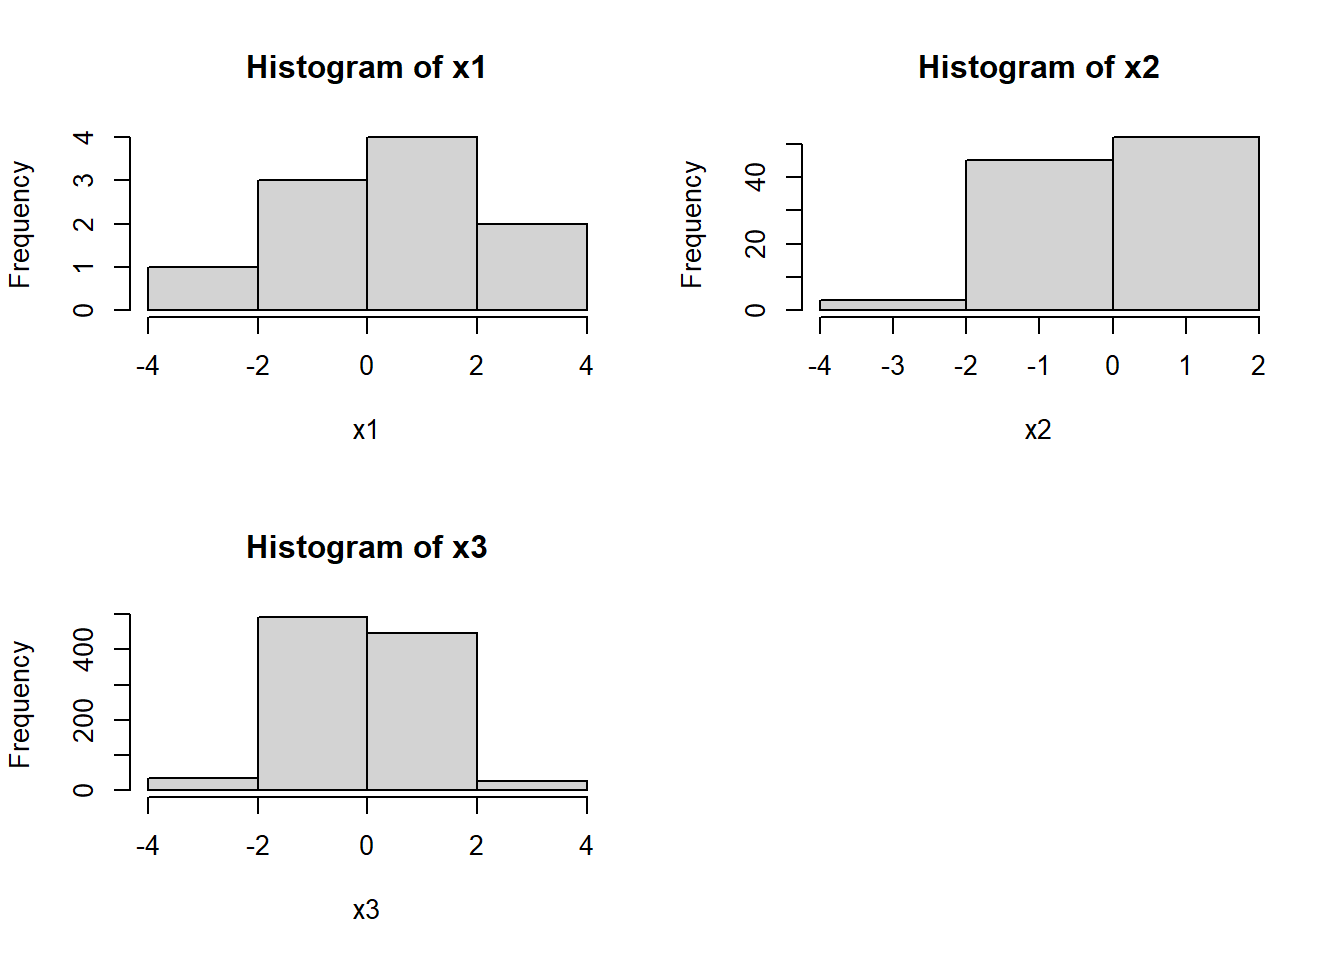 Histogram of x1
Frequency
4
3
2
1
0
-4 -2 0 2 4
x1
Histogram of x2
Frequency
40
20
0
-4 -3 -2 -1 0 1 2
x2
Histogram of x3
Frequency
400
200
0
-4 -2 0 2 4
x3